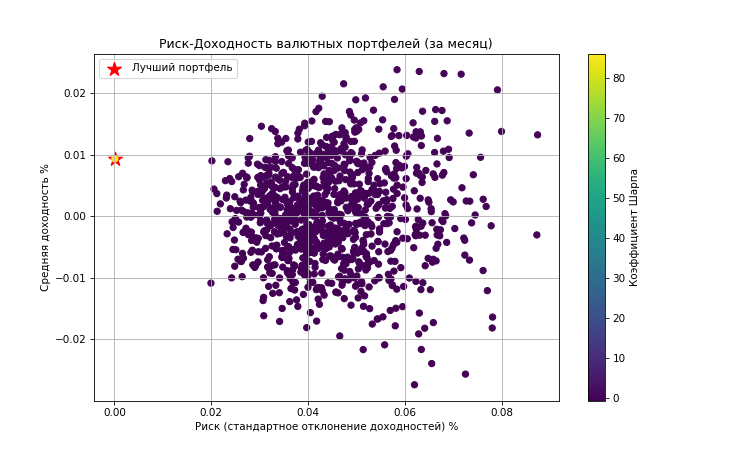 Риск-Доходность валютных портфелей (за месяц)
Лучший портфель
Средняя доходность %
0.02
0.01
0.00
−0.01
−0.02
0.00 0.02 0.04 0.06 0.08
Риск (стандартное отклонение доходностей) %
80
70
60
50
40
30
20
10
0
Коэффициент Шарпа